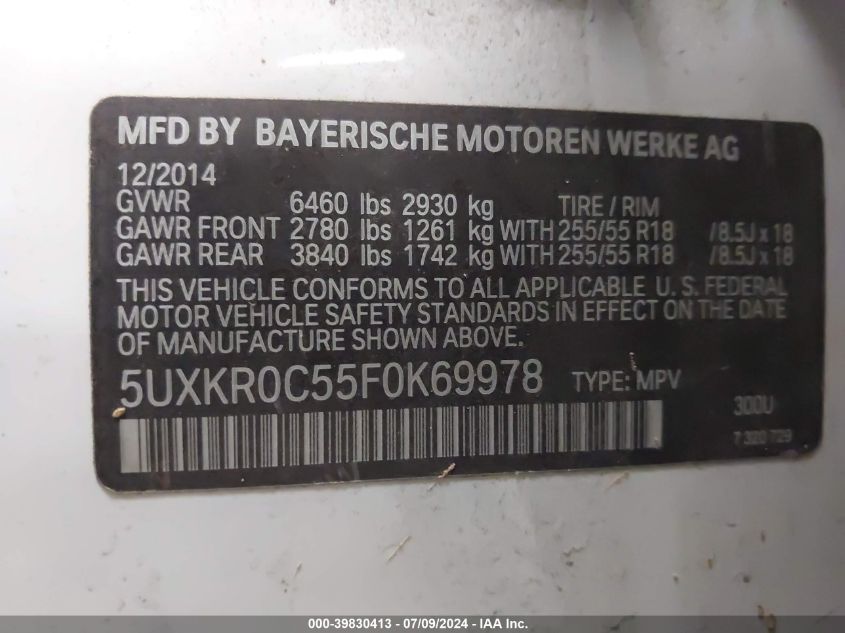 MFD BY BAYERISCHE MOTOREN WERKE AG
12/2014
GVWR 6460 lbs 2930 kg TIRE / RIM
GAWR FRONT 2780 lbs 1261 kg WITH 255/55 R18 /8.5J x 18
GAWR REAR 3840 lbs 1742 kg WITH 255/55 R18 /8.5J x 18
THIS VEHICLE CONFORMS TO ALL APPLICABLE U. S. FEDERAL
MOTOR VEHICLE SAFETY STANDARDS IN EFFECT ON THE DATE
OF MANUFACTURE SHOWN ABOVE.
5UXKR0C55F0K69978 TYPE: MPV
300U
7 320 729
000-39830413 - 07/09/2024 - IAA Inc.